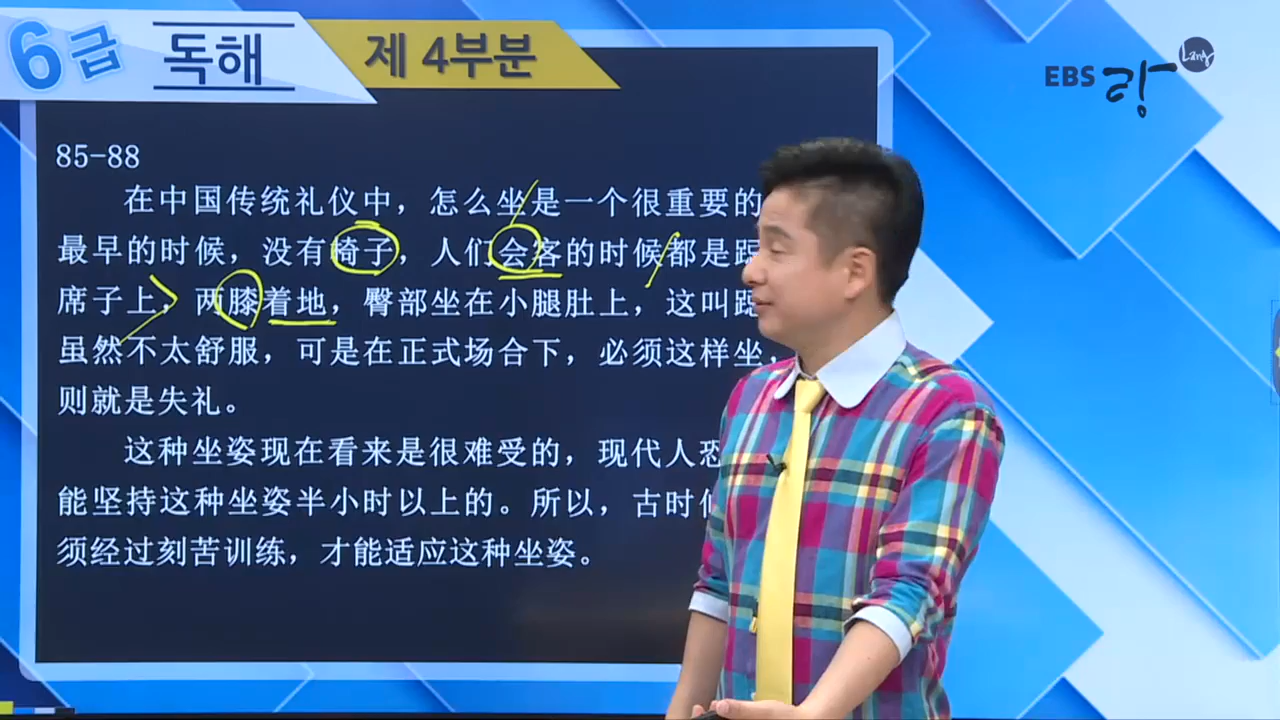 6급 독해 제 4부분
EBS 랑 Lang
85-88
在中国传统礼仪中，怎么坐是一个很重要的
最早的时候，没有椅子，人们会客的时候都是
席子上，两膝着地，臀部坐在小腿肚上，这叫
虽然不太舒服，可是在正式场合下，必须这样坐，
则就是失礼。
这种坐姿现在看来是很难受的，现代人恐
能坚持这种坐姿半小时以上的。所以，古时
须经过刻苦训练，才能适应这种坐姿。